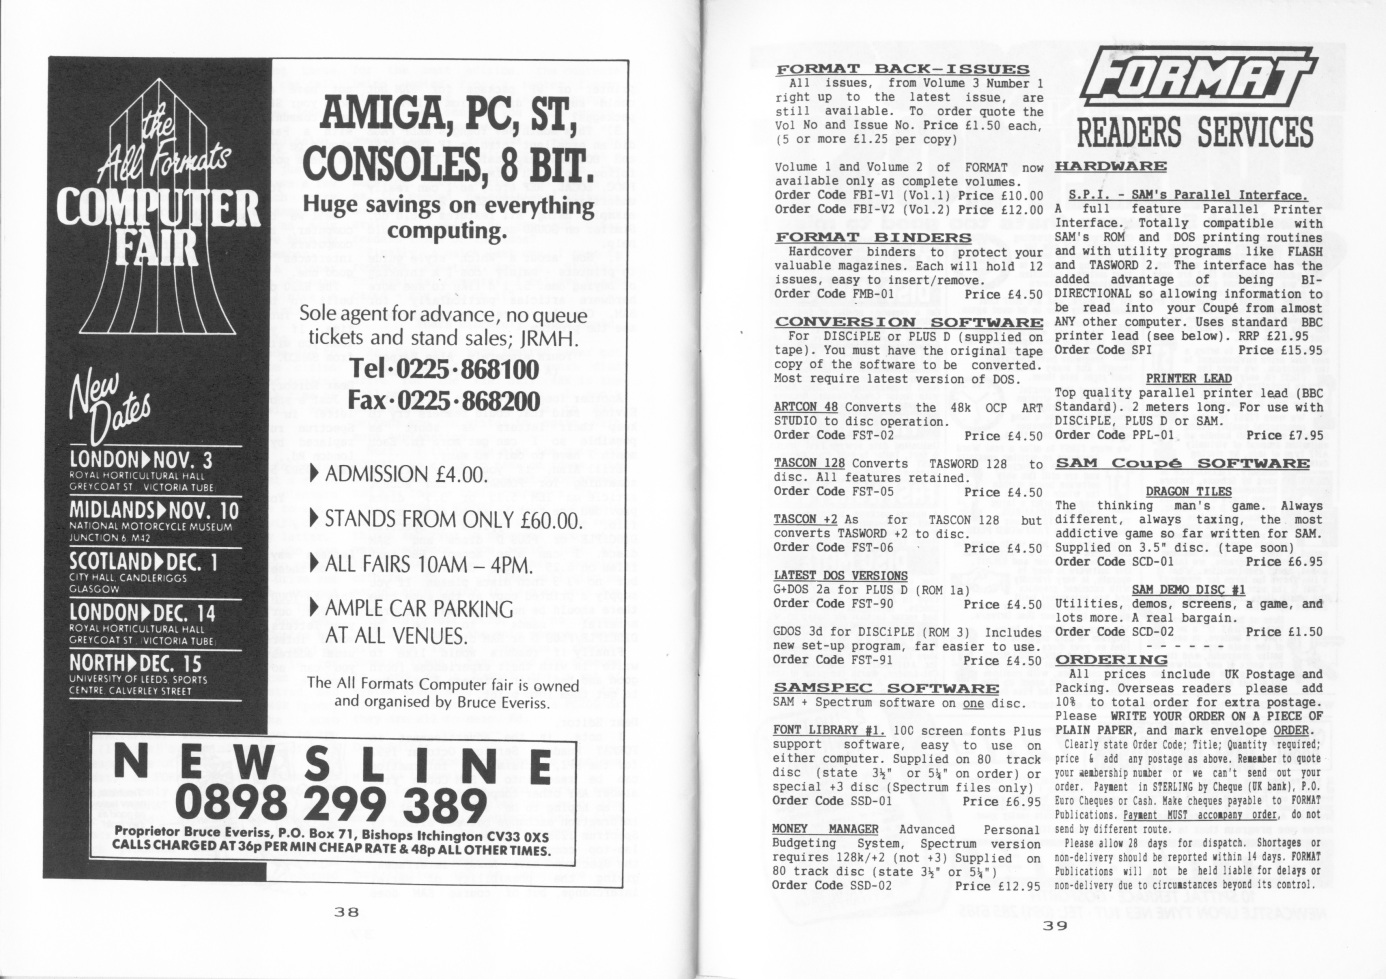 the
All Formats
COMPUTER
FAIR
New
Dates
LONDON▶NOV. 3
ROYAL HORTICULTURAL HALL
GREYCOAT ST. VICTORIA TUBE
MIDLANDS▶NOV. 10
NATIONAL MOTORCYCLE MUSEUM
JUNCTION 6, M42
SCOTLAND▶DEC. 1
CITY HALL, CANDLERIGGS
GLASGOW
LONDON▶DEC. 14
ROYAL HORTICULTURAL HALL
GREYCOAT ST. VICTORIA TUBE
NORTH▶DEC. 15
UNIVERSITY OF LEEDS, SPORTS
CENTRE, CALVERLEY STREET
AMIGA, PC, ST,
CONSOLES, 8 BIT.
Huge savings on everything
computing.
Sole agent for advance, no queue
tickets and stand sales; JRMH.
Tel·0225·868100
Fax·0225·868200
▶ ADMISSION £4.00.
▶ STANDS FROM ONLY £60.00.
▶ ALL FAIRS 10AM – 4PM.
▶ AMPLE CAR PARKING
AT ALL VENUES.
The All Formats Computer fair is owned
and organised by Bruce Everiss.
NEWSLINE
0898 299 389
Proprietor Bruce Everiss, P.O. Box 71, Bishops Itchington CV33 0XS
CALLS CHARGED AT 36p PER MIN CHEAP RATE & 48p ALL OTHER TIMES.
38
FORMAT BACK-ISSUES
All issues, from Volume 3 Number 1
right up to the latest issue, are
still available. To order quote the
Vol No and Issue No. Price £1.50 each,
(5 or more £1.25 per copy)
Volume 1 and Volume 2 of FORMAT now
available only as complete volumes.
Order Code FBI-V1 (Vol.1) Price £10.00
Order Code FBI-V2 (Vol.2) Price £12.00
FORMAT BINDERS
Hardcover binders to protect your
valuable magazines. Each will hold 12
issues, easy to insert/remove.
Order Code FMB-01 Price £4.50
CONVERSION SOFTWARE
For DISCiPLE or PLUS D (supplied on
tape). You must have the original tape
copy of the software to be converted.
Most require latest version of DOS.
ARTCON 48 Converts the 48k OCP ART
STUDIO to disc operation.
Order Code FST-02 Price £4.50
TASCON 128 Converts TASWORD 128 to
disc. All features retained.
Order Code FST-05 Price £4.50
TASCON +2 As for TASCON 128 but
converts TASWORD +2 to disc.
Order Code FST-06 Price £4.50
LATEST DOS VERSIONS
G+DOS 2a for PLUS D (ROM 1a)
Order Code FST-90 Price £4.50
GDOS 3d for DISCiPLE (ROM 3) Includes
new set-up program, far easier to use.
Order Code FST-91 Price £4.50
SAMSPEC SOFTWARE
SAM + Spectrum software on one disc.
FONT LIBRARY #1. 100 screen fonts Plus
support software, easy to use on
either computer. Supplied on 80 track
disc (state 3½" or 5¼" on order) or
special +3 disc (Spectrum files only)
Order Code SSD-01 Price £6.95
MONEY MANAGER Advanced Personal
Budgeting System, Spectrum version
requires 128k/+2 (not +3) Supplied on
80 track disc (state 3½" or 5¼")
Order Code SSD-02 Price £12.95
FORMAT
READERS SERVICES
HARDWARE
S.P.I. - SAM's Parallel Interface.
A full feature Parallel Printer
Interface. Totally compatible with
SAM's ROM and DOS printing routines
and with utility programs like FLASH
and TASWORD 2. The interface has the
added advantage of being BI-
DIRECTIONAL so allowing information to
be read into your Coupé from almost
ANY other computer. Uses standard BBC
printer lead (see below). RRP £21.95
Order Code SPI Price £15.95
PRINTER LEAD
Top quality parallel printer lead (BBC
Standard). 2 meters long. For use with
DISCiPLE, PLUS D or SAM.
Order Code PPL-01 Price £7.95
SAM Coupé SOFTWARE
DRAGON TILES
The thinking man's game. Always
different, always taxing, the most
addictive game so far written for SAM.
Supplied on 3.5" disc. (tape soon)
Order Code SCD-01 Price £6.95
SAM DEMO DISC #1
Utilities, demos, screens, a game, and
lots more. A real bargain.
Order Code SCD-02 Price £1.50
- - - - - -
ORDERING
All prices include UK Postage and
Packing. Overseas readers please add
10% to total order for extra postage.
Please WRITE YOUR ORDER ON A PIECE OF
PLAIN PAPER, and mark envelope ORDER.
Clearly state Order Code; Title; Quantity required;
price & add any postage as above. Remember to quote
your membership number or we can't send out your
order. Payment in STERLING by Cheque (UK bank), P.O.
Euro Cheques or Cash. Make cheques payable to FORMAT
Publications. Payment MUST accompany order, do not
send by different route.
Please allow 28 days for dispatch. Shortages or
non-delivery should be reported within 14 days. FORMAT
Publications will not be held liable for delays or
non-delivery due to circumstances beyond its control.
39